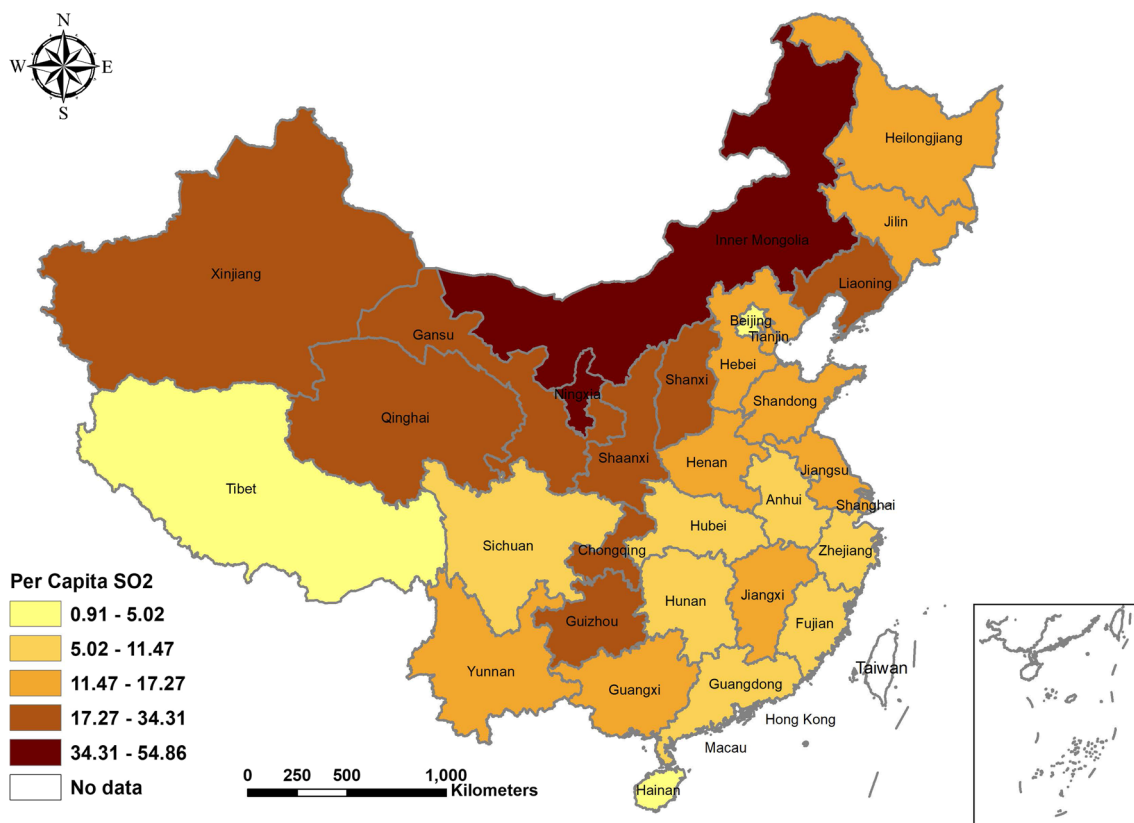 N
W E
S
Heilongjiang
Jilin
Inner Mongolia
Liaoning
Xinjiang
Gansu
Beijing
Tianjin
Hebei
Shanxi
Ningxia
Shandong
Qinghai
Shaanxi
Henan
Jiangsu
Tibet
Anhui
Shanghai
Hubei
Sichuan
Chongqing
Zhejiang
Hunan
Jiangxi
Guizhou
Fujian
Yunnan
Taiwan
Guangxi
Guangdong
Hong Kong
Macau
Hainan
Per Capita SO2
0.91 - 5.02
5.02 - 11.47
11.47 - 17.27
17.27 - 34.31
34.31 - 54.86
No data
0 250 500 1,000
Kilometers